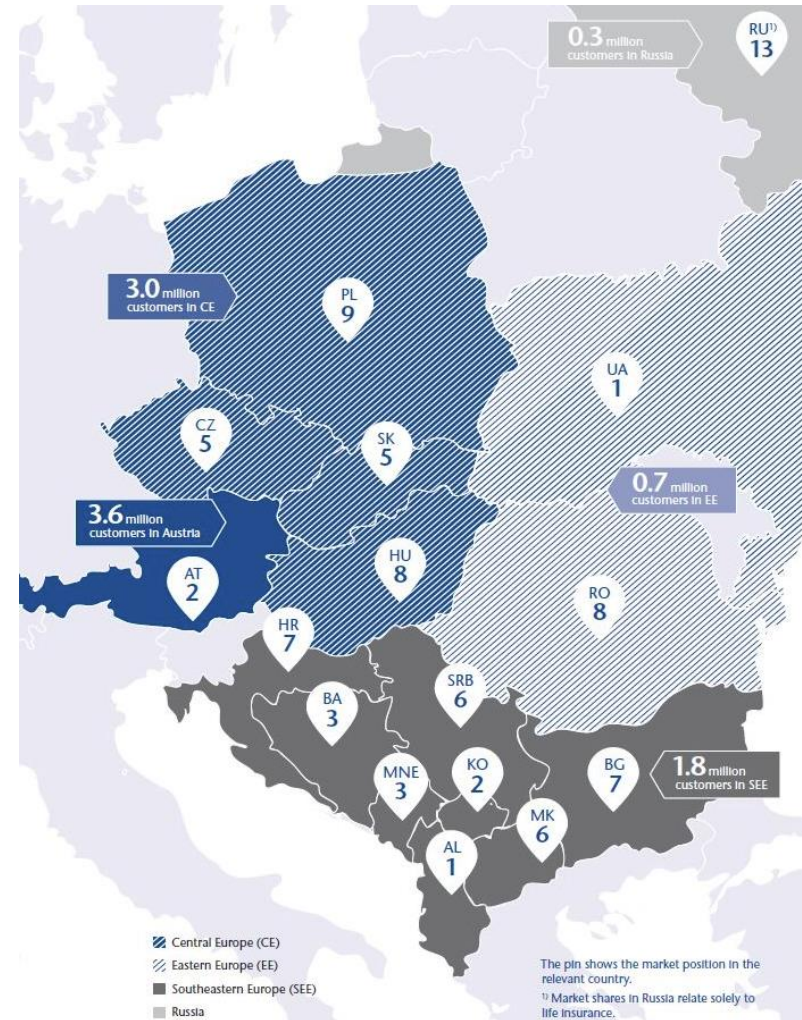 0.3 million
customers in Russia
RU¹⁾
13
3.0 million
customers in CE
PL
9
UA
1
CZ
5
SK
5
0.7 million
customers in EE
3.6 million
customers in Austria
AT
2
HU
8
RO
8
HR
7
SRB
6
BA
3
MNE
3
KO
2
BG
7
1.8 million
customers in SEE
MK
6
AL
1
Central Europe (CE)
Eastern Europe (EE)
Southeastern Europe (SEE)
Russia
The pin shows the market position in the
relevant country.
¹⁾ Market shares in Russia relate solely to
life insurance.